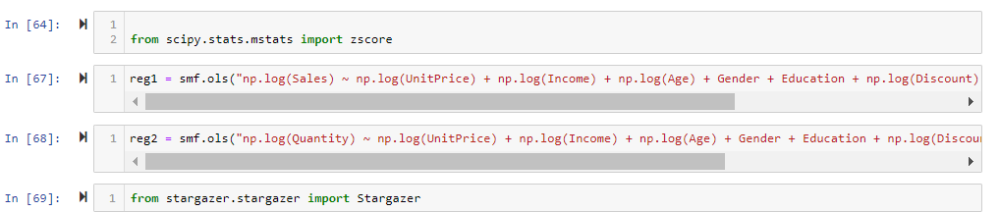 In [64]:
1
2 from scipy.stats.mstats import zscore
In [67]: 1 reg1 = smf.ols("np.log(Sales) ~ np.log(UnitPrice) + np.log(Income) + np.log(Age) + Gender + Education + np.log(Discount)
In [68]: 1 reg2 = smf.ols("np.log(Quantity) ~ np.log(UnitPrice) + np.log(Income) + np.log(Age) + Gender + Education + np.log(Discou
In [69]: 1 from stargazer.stargazer import Stargazer